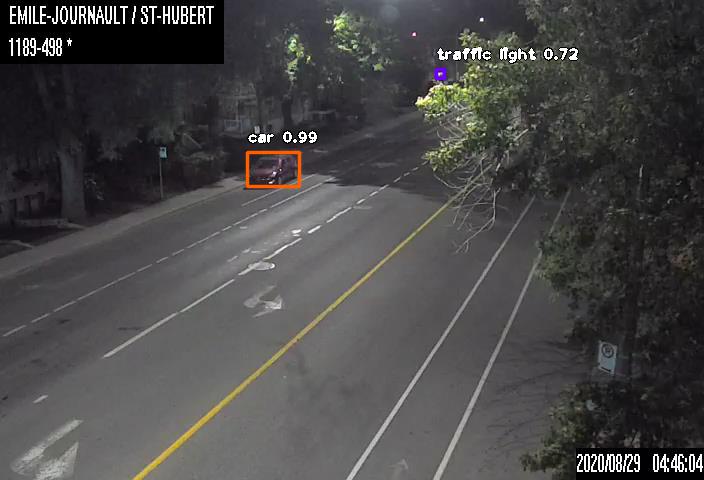 EMILE-JOURNAULT / ST-HUBERT
1189-498 *
traffic light 0.72
car 0.99
2020/08/29 04:46:04